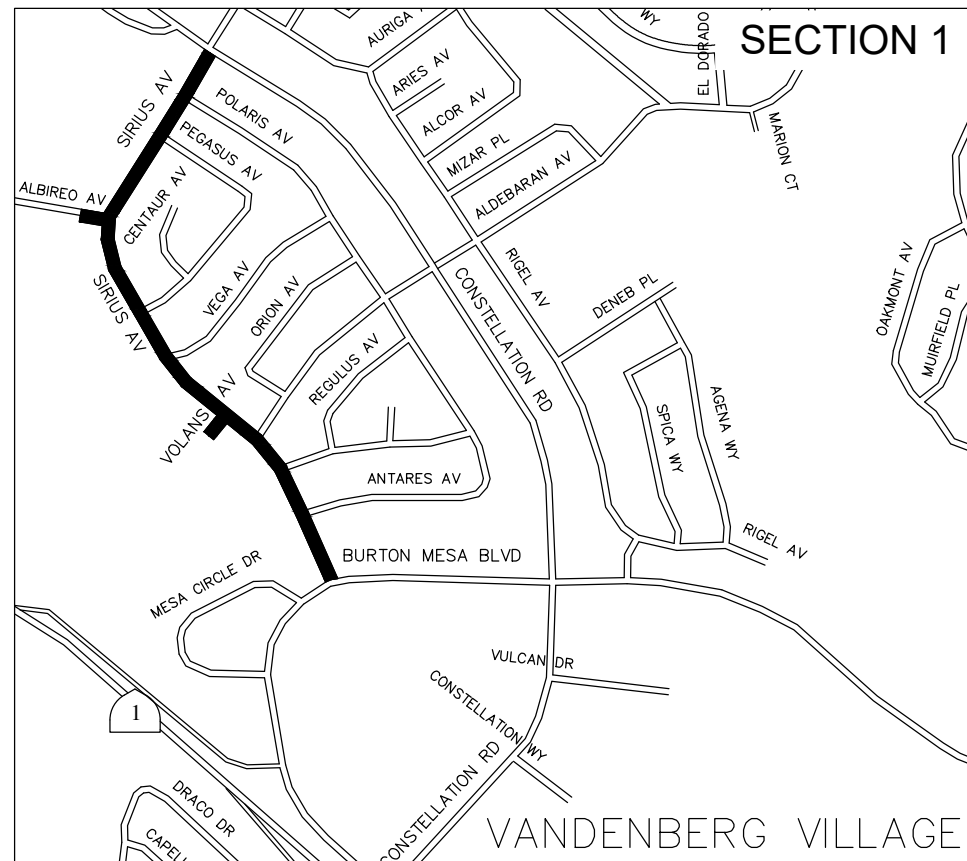 SECTION 1
AURIGA
WY
EL DORADO
SIRIUS AV
POLARIS AV
ARIES AV
ALCOR AV
MARION CT
PEGASUS AV
MIZAR PL
ALDEBARAN AV
ALBIREO AV
CENTAUR AV
SIRIUS AV
VEGA AV
ORION AV
CONSTELLATION RD
RIGEL AV
DENEB PL
OAKMONT AV
MUIRFIELD PL
REGULUS AV
VOLANS AV
SPICA WY
AGENA WY
ANTARES AV
BURTON MESA BLVD
RIGEL AV
MESA CIRCLE DR
VULCAN DR
CONSTELLATION WY
1
CONSTELLATION RD
DRACO DR
VANDENBERG VILLAGE